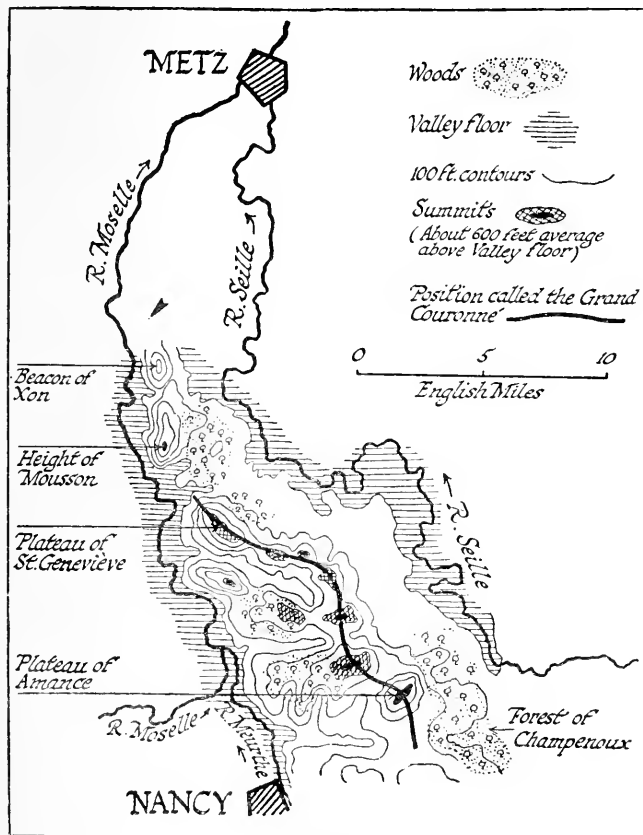 METZ
Woods
Valley floor
100 ft. contours
Summits
(About 600 feet average
above Valley floor)
Position called the Grand
Couronné
0 5 10
English Miles
R. Moselle
R. Seille
Beacon of
Xon
Height of
Mousson
Plateau of
St. Geneviève
R. Seille
Plateau of
Amance
R. Moselle
R. Meurthe
Forest of
Champenoux
NANCY